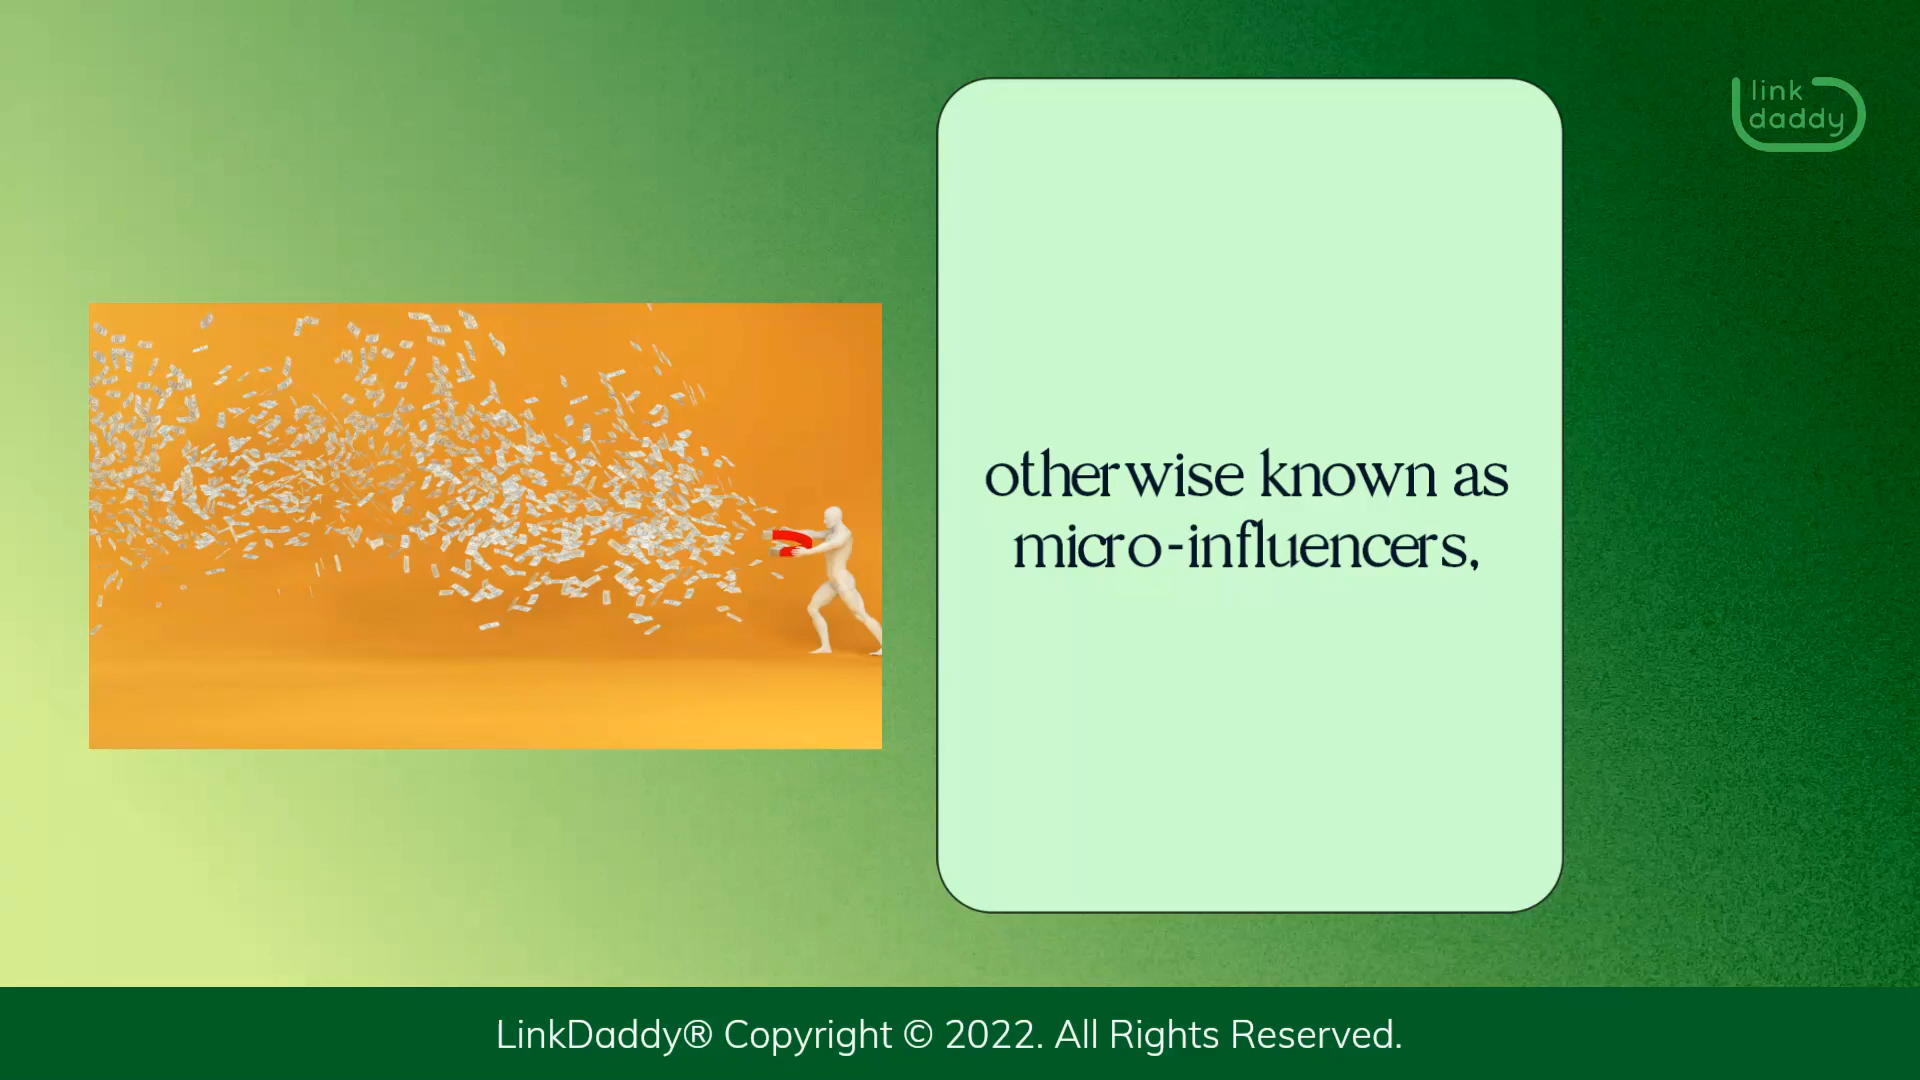 link
daddy
otherwise known as
micro-influencers,
LinkDaddy® Copyright © 2022. All Rights Reserved.